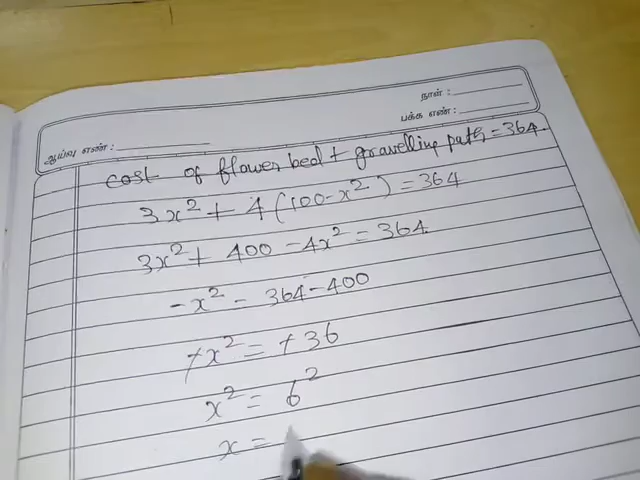 நாள் :
பக்க எண் :
ஆய்வு எண் :
cost of flower bed + gravelling path = 364.
3x² + 4(100-x²) = 364
3x² + 400 - 4x² = 364.
-x² = 364-400
+x² = +36
x² = 6²
x =